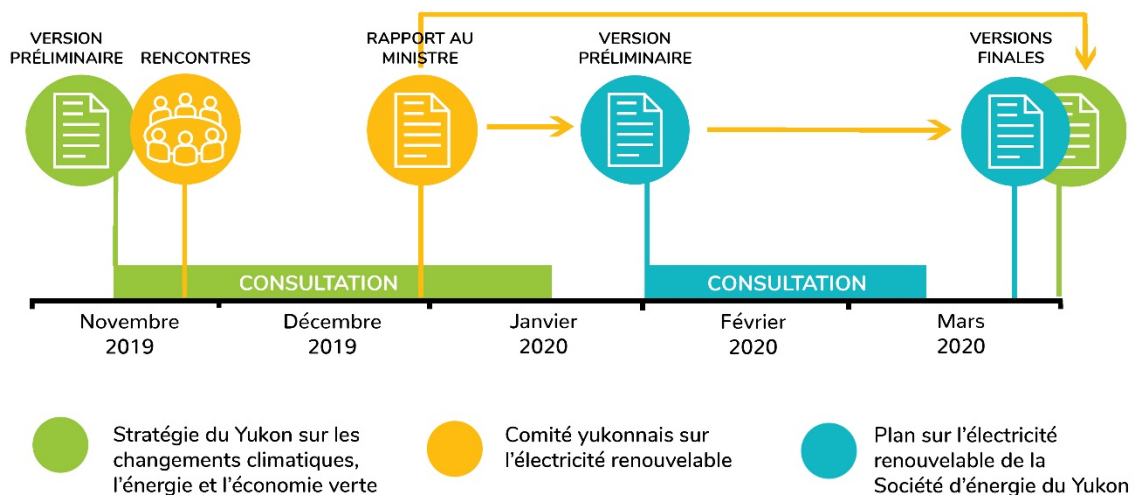 VERSION
PRÉLIMINAIRE
RENCONTRES
RAPPORT AU
MINISTRE
VERSION
PRÉLIMINAIRE
VERSIONS
FINALES
CONSULTATION
CONSULTATION
Novembre
2019
Décembre
2019
Janvier
2020
Février
2020
Mars
2020
Stratégie du Yukon sur les
changements climatiques,
l'énergie et l'économie verte
Comité yukonnais sur
l'électricité renouvelable
Plan sur l'électricité
renouvelable de la
Société d'énergie du Yukon